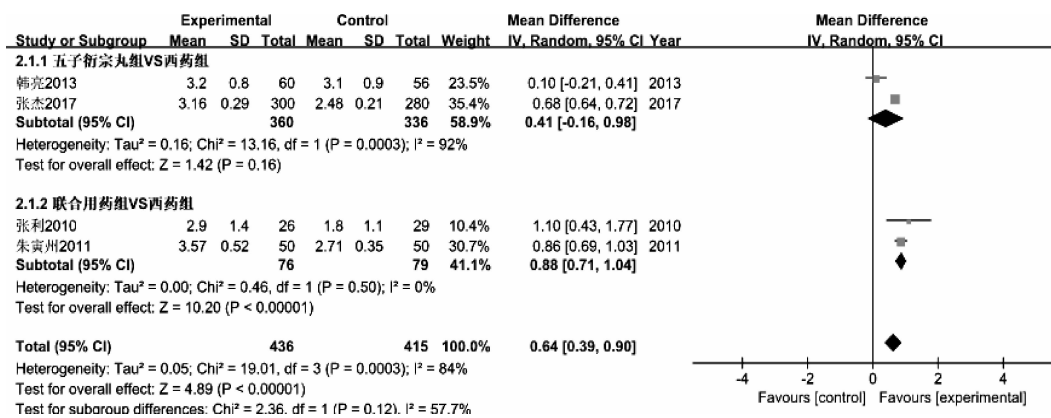 Experimental Control Mean Difference Mean Difference
Study or Subgroup Mean SD Total Mean SD Total Weight IV, Random, 95% CI Year IV, Random, 95% CI
2.1.1 五子衍宗丸组VS西药组
韩亮2013 3.2 0.8 60 3.1 0.9 56 23.5% 0.10 [-0.21, 0.41] 2013
张杰2017 3.16 0.29 300 2.48 0.21 280 35.4% 0.68 [0.64, 0.72] 2017
Subtotal (95% CI) 360 336 58.9% 0.41 [-0.16, 0.98]
Heterogeneity: Tau² = 0.16; Chi² = 13.16, df = 1 (P = 0.0003); I² = 92%
Test for overall effect: Z = 1.42 (P = 0.16)
2.1.2 联合用药组VS西药组
张利2010 2.9 1.4 26 1.8 1.1 29 10.4% 1.10 [0.43, 1.77] 2010
朱寅州2011 3.57 0.52 50 2.71 0.35 50 30.7% 0.86 [0.69, 1.03] 2011
Subtotal (95% CI) 76 79 41.1% 0.88 [0.71, 1.04]
Heterogeneity: Tau² = 0.00; Chi² = 0.46, df = 1 (P = 0.50); I² = 0%
Test for overall effect: Z = 10.20 (P < 0.00001)
Total (95% CI) 436 415 100.0% 0.64 [0.39, 0.90]
Heterogeneity: Tau² = 0.05; Chi² = 19.01, df = 3 (P = 0.0003); I² = 84%
Test for overall effect: Z = 4.89 (P < 0.00001)
Test for subgroup differences: Chi² = 2.36, df = 1 (P = 0.12), I² = 57.7%
-4 -2 0 2 4
Favours [control] Favours [experimental]